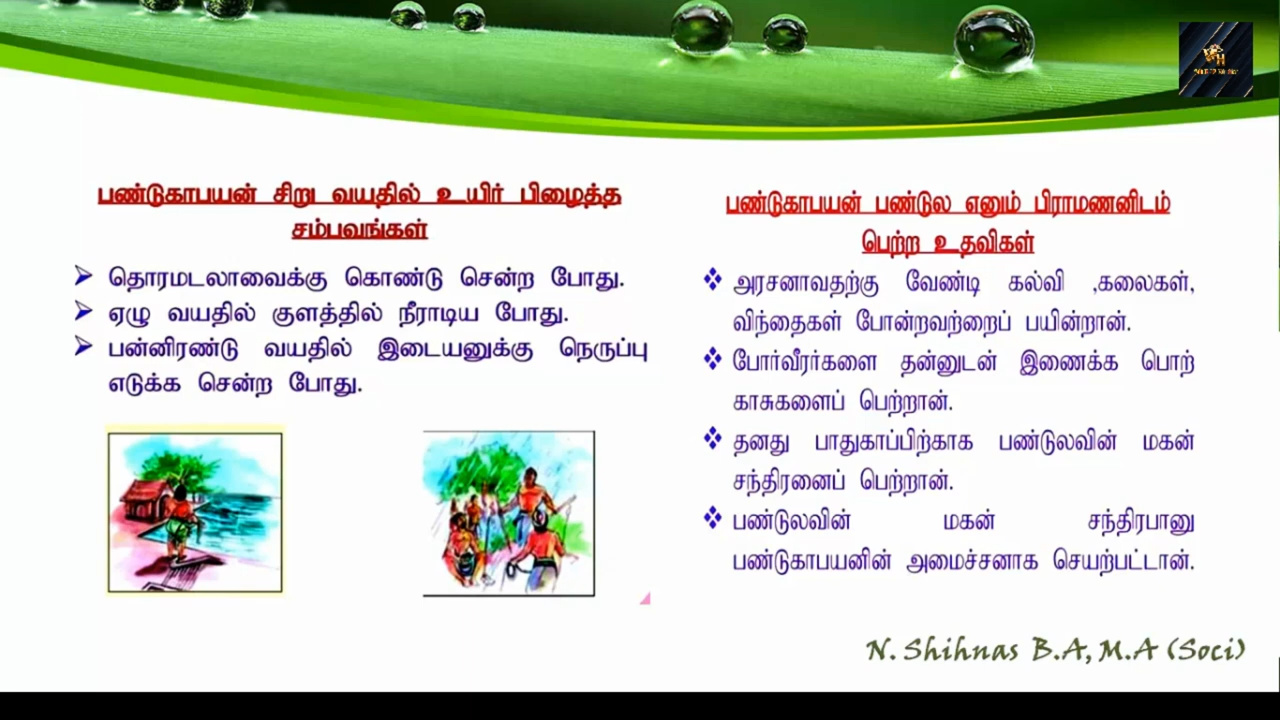 பண்டுகாபயன் சிறு வயதில் உயிர் பிழைத்த
சம்பவங்கள்
தொரமடலாவைக்கு கொண்டு சென்ற போது.
ஏழு வயதில் குளத்தில் நீராடிய போது.
பன்னிரண்டு வயதில் இடையனுக்கு நெருப்பு
எடுக்க சென்ற போது.
பண்டுகாபயன் பண்டுல எனும் பிராமணனிடம்
பெற்ற உதவிகள்
அரசனாவதற்கு வேண்டி கல்வி ,கலைகள்,
விந்தைகள் போன்றவற்றைப் பயின்றான்.
போர்வீரர்களை தன்னுடன் இணைக்க பொற்
காசுகளைப் பெற்றான்.
தனது பாதுகாப்பிற்காக பண்டுலவின் மகன்
சந்திரனைப் பெற்றான்.
பண்டுலவின் மகன் சந்திரபானு
பண்டுகாபயனின் அமைச்சனாக செயற்பட்டான்.
N. Shihnas B.A, M.A (Soci)